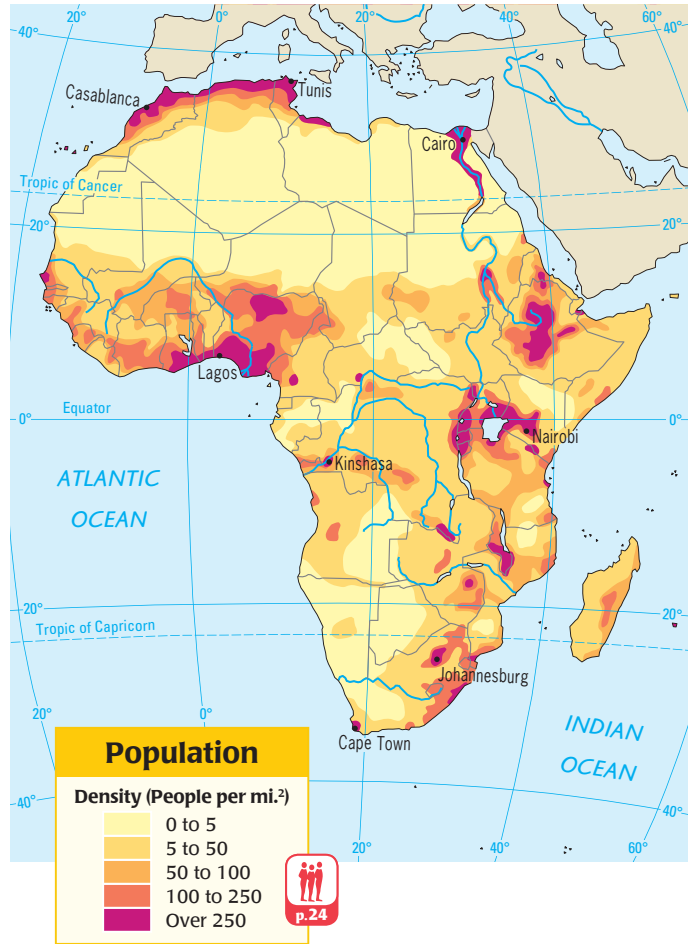 40°
20°
0°
20°
40°
60°
60°
Casablanca
Tunis
Cairo
Tropic of Cancer
20°
20°
Lagos
Equator
0°
0°
Nairobi
Kinshasa
ATLANTIC
OCEAN
20°
20°
Tropic of Capricorn
Johannesburg
20°
0°
Cape Town
INDIAN
OCEAN
40°
40°
20°
40°
60°
Population
Density (People per mi.²)
0 to 5
5 to 50
50 to 100
100 to 250
Over 250
p.24